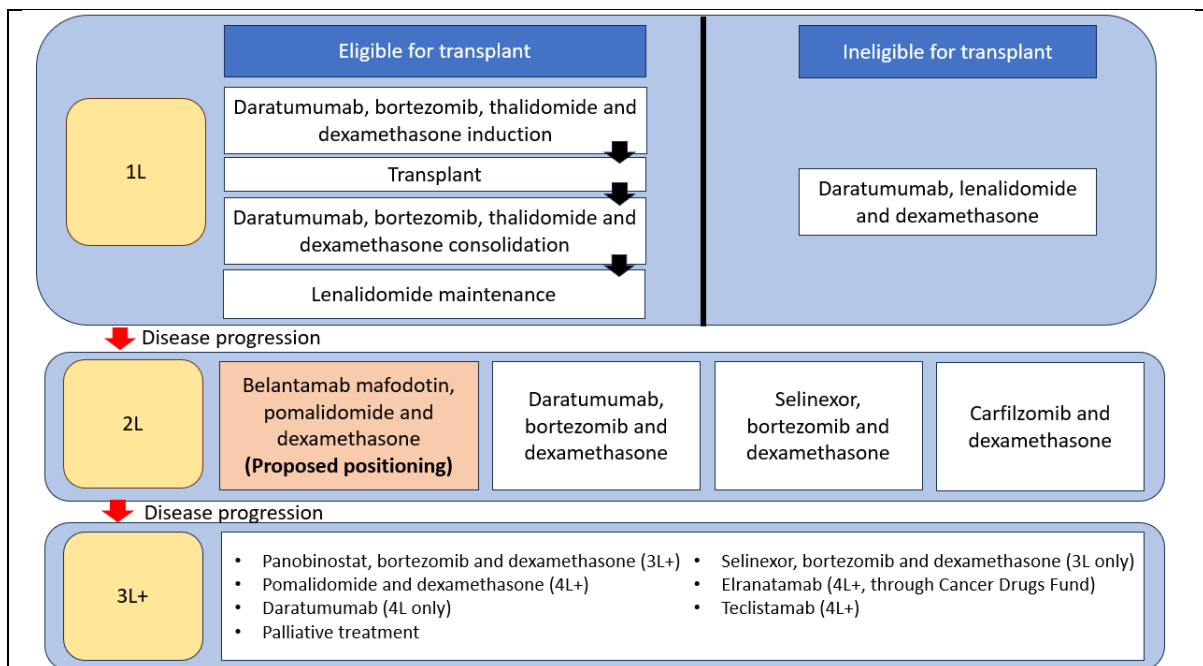 Eligible for transplant
Ineligible for transplant
1L
Daratumumab, bortezomib, thalidomide and
dexamethasone induction
Transplant
Daratumumab, bortezomib, thalidomide and
dexamethasone consolidation
Lenalidomide maintenance
Daratumumab, lenalidomide
and dexamethasone
Disease progression
2L
Belantamab mafodotin,
pomalidomide and
dexamethasone
(Proposed positioning)
Daratumumab,
bortezomib and
dexamethasone
Selinexor,
bortezomib and
dexamethasone
Carfilzomib and
dexamethasone
Disease progression
3L+
• Panobinostat, bortezomib and dexamethasone (3L+)
• Pomalidomide and dexamethasone (4L+)
• Daratumumab (4L only)
• Palliative treatment
• Selinexor, bortezomib and dexamethasone (3L only)
• Elranatamab (4L+, through Cancer Drugs Fund)
• Teclistamab (4L+)